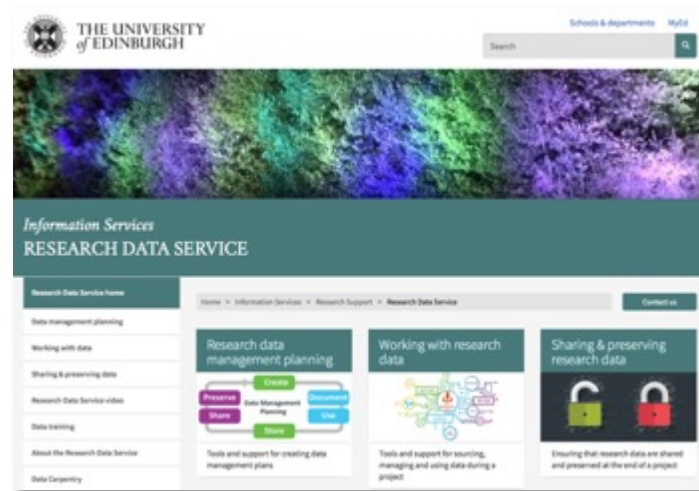 THE UNIVERSITY
of EDINBURGH
Schools & departments MyEd
Search
Information Services
RESEARCH DATA SERVICE
Research Data Service home
Data management planning
Working with data
Sharing & preserving data
Research Data Service video
Data training
About the Research Data Service
Data Carpentry
Home > Information Services > Research Support > Research Data Service
Contact us
Research data
management planning
Create
Preserve
Document
Data Management
Planning
Share
Use
Store
Tools and support for creating data
management plans
Working with research
data
Tools and support for sourcing,
managing and using data during a
project
Sharing & preserving
research data
Ensuring that research data are shared
and preserved at the end of a project